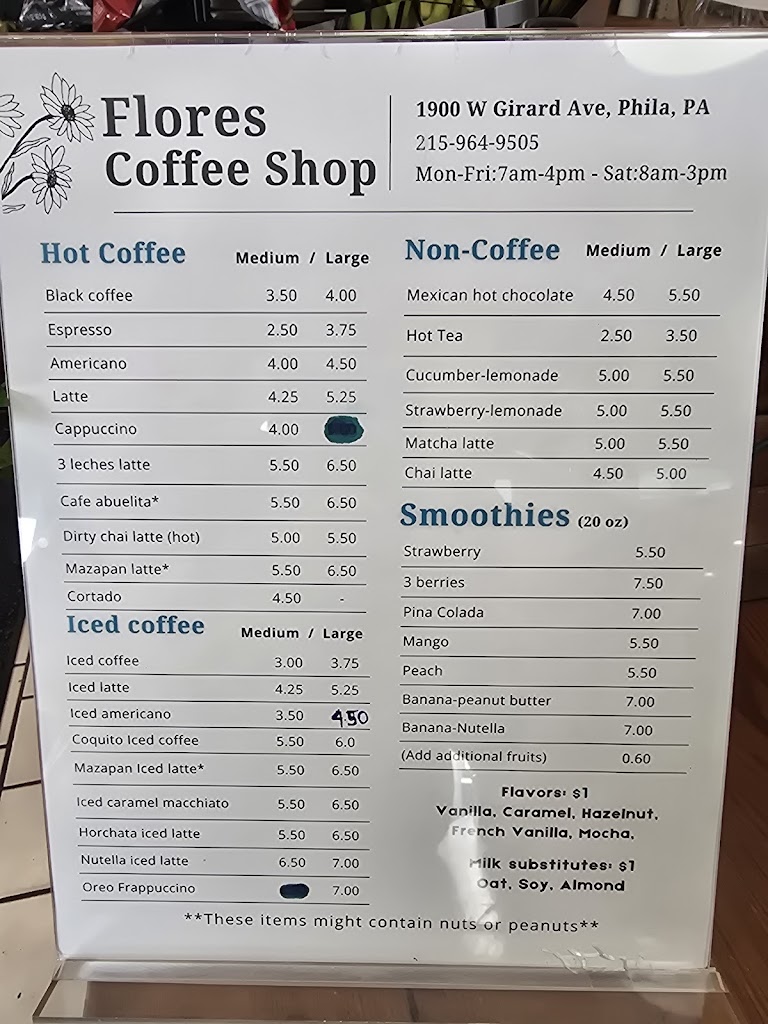 Flores
Coffee Shop
1900 W Girard Ave, Phila, PA
215-964-9505
Mon-Fri:7am-4pm - Sat:8am-3pm
Hot Coffee Medium / Large
Black coffee 3.50 4.00
Espresso 2.50 3.75
Americano 4.00 4.50
Latte 4.25 5.25
Cappuccino 4.00
3 leches latte 5.50 6.50
Cafe abuelita* 5.50 6.50
Dirty chai latte (hot) 5.00 5.50
Mazapan latte* 5.50 6.50
Cortado 4.50 -
Iced coffee Medium / Large
Iced coffee 3.00 3.75
Iced latte 4.25 5.25
Iced americano 3.50 4.50
Coquito Iced coffee 5.50 6.0
Mazapan Iced latte* 5.50 6.50
Iced caramel macchiato 5.50 6.50
Horchata iced latte 5.50 6.50
Nutella iced latte 6.50 7.00
Oreo Frappuccino 7.00
Non-Coffee Medium / Large
Mexican hot chocolate 4.50 5.50
Hot Tea 2.50 3.50
Cucumber-lemonade 5.00 5.50
Strawberry-lemonade 5.00 5.50
Matcha latte 5.00 5.50
Chai latte 4.50 5.00
Smoothies (20 oz)
Strawberry 5.50
3 berries 7.50
Pina Colada 7.00
Mango 5.50
Peach 5.50
Banana-peanut butter 7.00
Banana-Nutella 7.00
(Add additional fruits) 0.60
Flavors: $1
Vanilla, Caramel, Hazelnut,
French Vanilla, Mocha,
Milk substitutes: $1
Oat, Soy, Almond
**These items might contain nuts or peanuts**